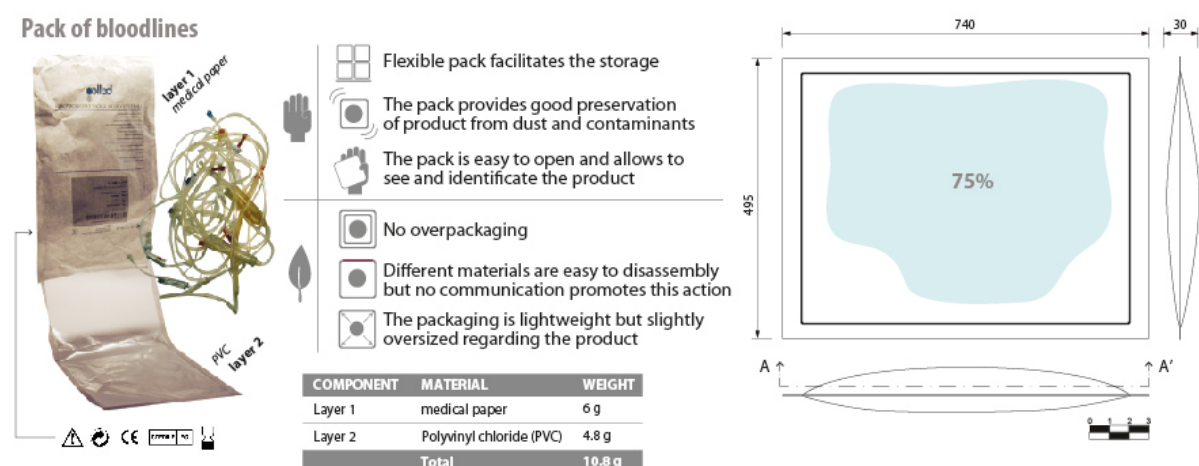 Pack of bloodlines
layer 1
medical paper
PVC
layer 2
Flexible pack facilitates the storage
The pack provides good preservation
of product from dust and contaminants
The pack is easy to open and allows to
see and identificate the product
No overpackaging
Different materials are easy to disassembly
but no communication promotes this action
The packaging is lightweight but slightly
oversized regarding the product
COMPONENT MATERIAL WEIGHT
Layer 1 medical paper 6 g
Layer 2 Polyvinyl chloride (PVC) 4.8 g
Total 10.8 g
740
30
495
75%
A A'
0 1 2 3
CE